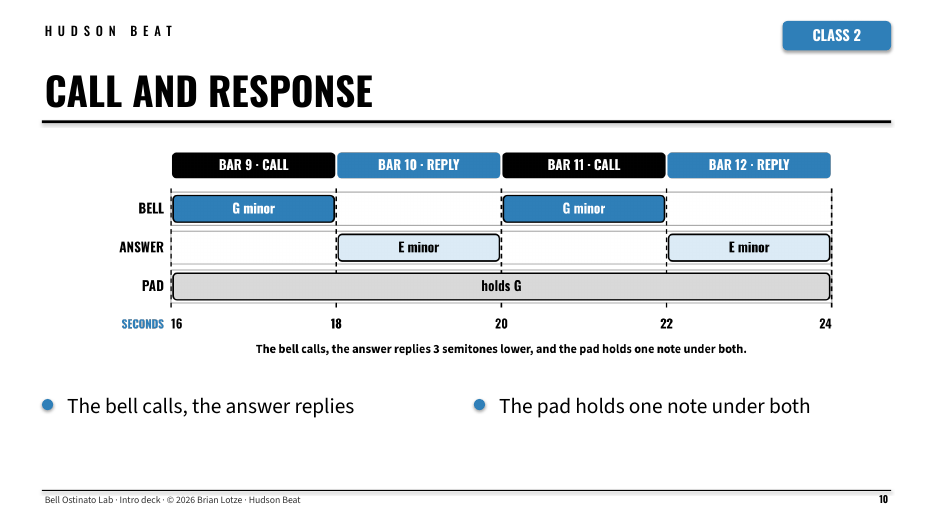 HUDSON BEAT
CLASS 2
CALL AND RESPONSE
BAR 9 · CALL
BAR 10 · REPLY
BAR 11 · CALL
BAR 12 · REPLY
BELL
G minor
G minor
ANSWER
E minor
E minor
PAD
holds G
SECONDS 16 18 20 22 24
The bell calls, the answer replies 3 semitones lower, and the pad holds one note under both.
The bell calls, the answer replies
The pad holds one note under both
Bell Ostinato Lab · Intro deck · © 2026 Brian Lotze · Hudson Beat
10